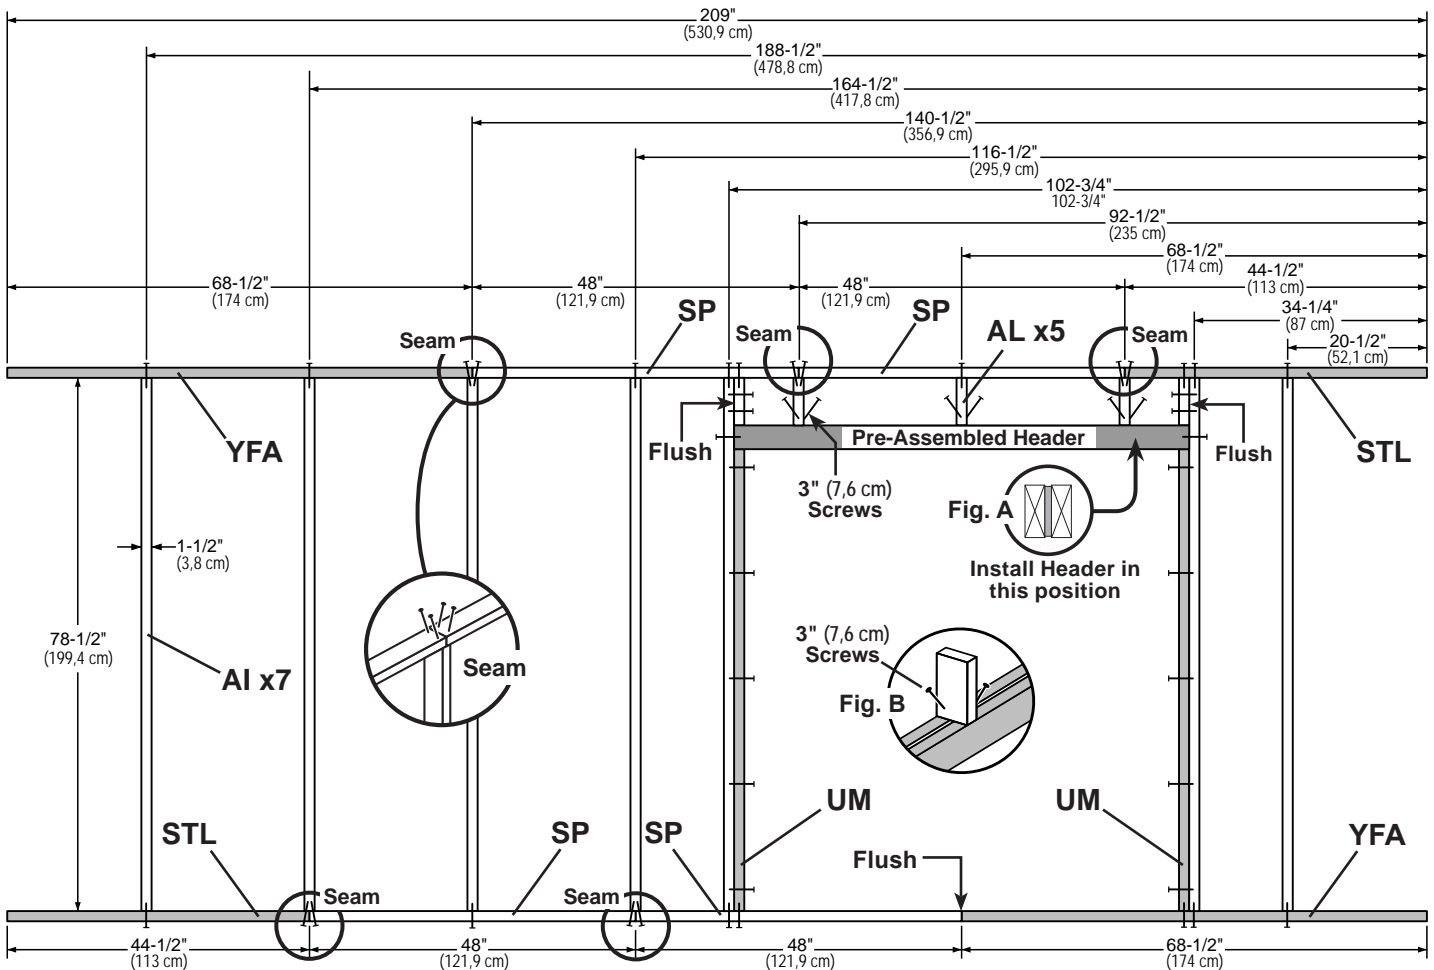 209"
(530,9 cm)
188-1/2"
(478,8 cm)
164-1/2"
(417,8 cm)
140-1/2"
(356,9 cm)
116-1/2"
(295,9 cm)
102-3/4"
102-3/4"
92-1/2"
(235 cm)
68-1/2"
(174 cm)
68-1/2"
(174 cm)
48"
(121,9 cm)
48"
(121,9 cm)
44-1/2"
(113 cm)
34-1/4"
(87 cm)
20-1/2"
(52,1 cm)
Seam
SP
Seam
SP
AL x5
Seam
YFA
Flush
Pre-Assembled Header
Flush
STL
3" (7,6 cm)
Screws
Fig. A
Install Header in
this position
1-1/2"
(3,8 cm)
78-1/2"
(199,4 cm)
AI x7
Seam
3" (7,6 cm)
Screws
Fig. B
UM
UM
STL
SP
SP
Flush
YFA
Seam
Seam
44-1/2"
(113 cm)
48"
(121,9 cm)
48"
(121,9 cm)
68-1/2"
(174 cm)